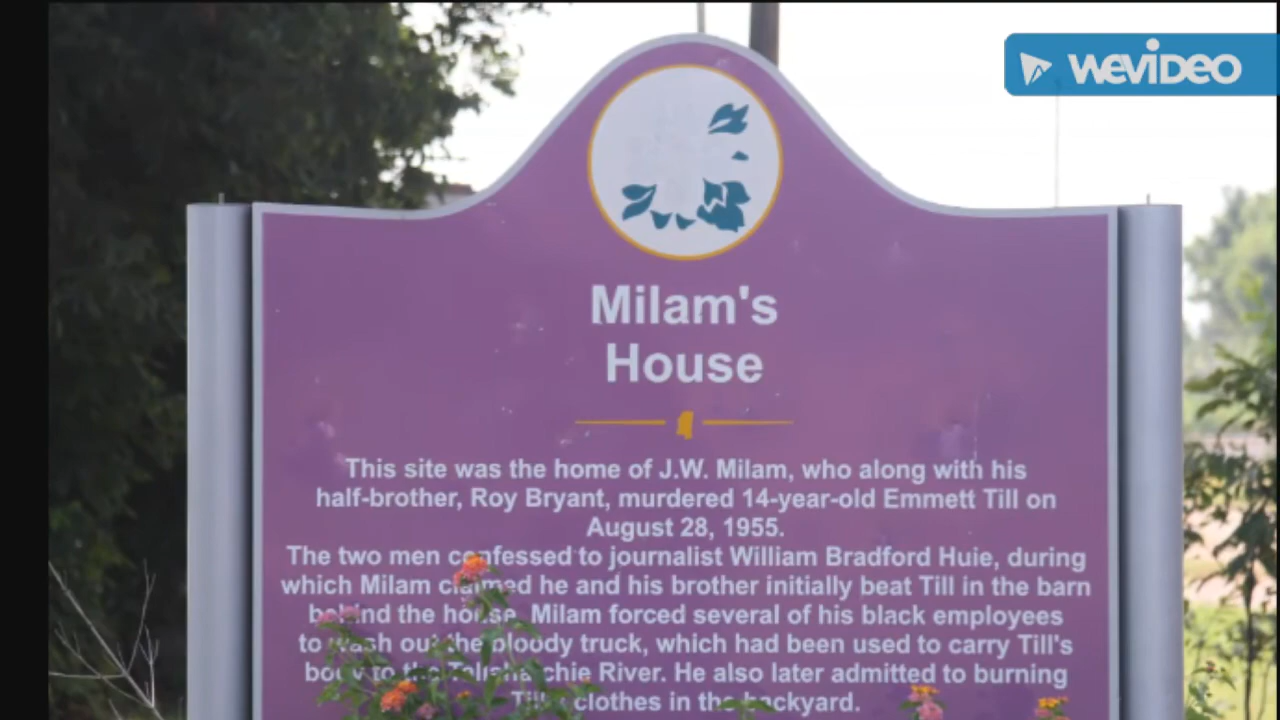 WEVIDEO
Milam's
House
This site was the home of J.W. Milam, who along with his
half-brother, Roy Bryant, murdered 14-year-old Emmett Till on
August 28, 1955.
The two men confessed to journalist William Bradford Huie, during
which Milam claimed he and his brother initially beat Till in the barn
behind the house. Milam forced several of his black employees
to wash out the bloody truck, which had been used to carry Till's
body to the Tallahatchie River. He also later admitted to burning
Till's clothes in the backyard.